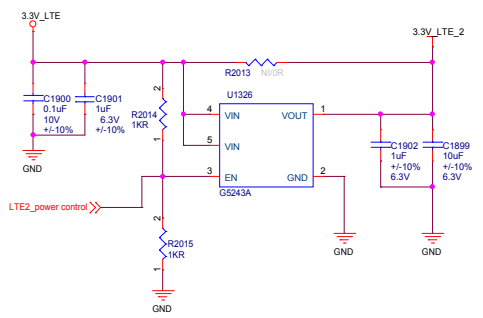 3.3V_LTE
3.3V_LTE_2
R2013
NI/0R
C1900
0.1uF
10V
+/-10%
C1901
1uF
6.3V
+/-10%
2
R2014
1KR
1
U1326
4
VIN
VOUT
1
5
VIN
3
EN
GND
2
G5243A
C1902
1uF
+/-10%
6.3V
C1899
10uF
+/-10%
6.3V
GND
LTE2_power control
2
R2015
1KR
1
GND
GND
GND